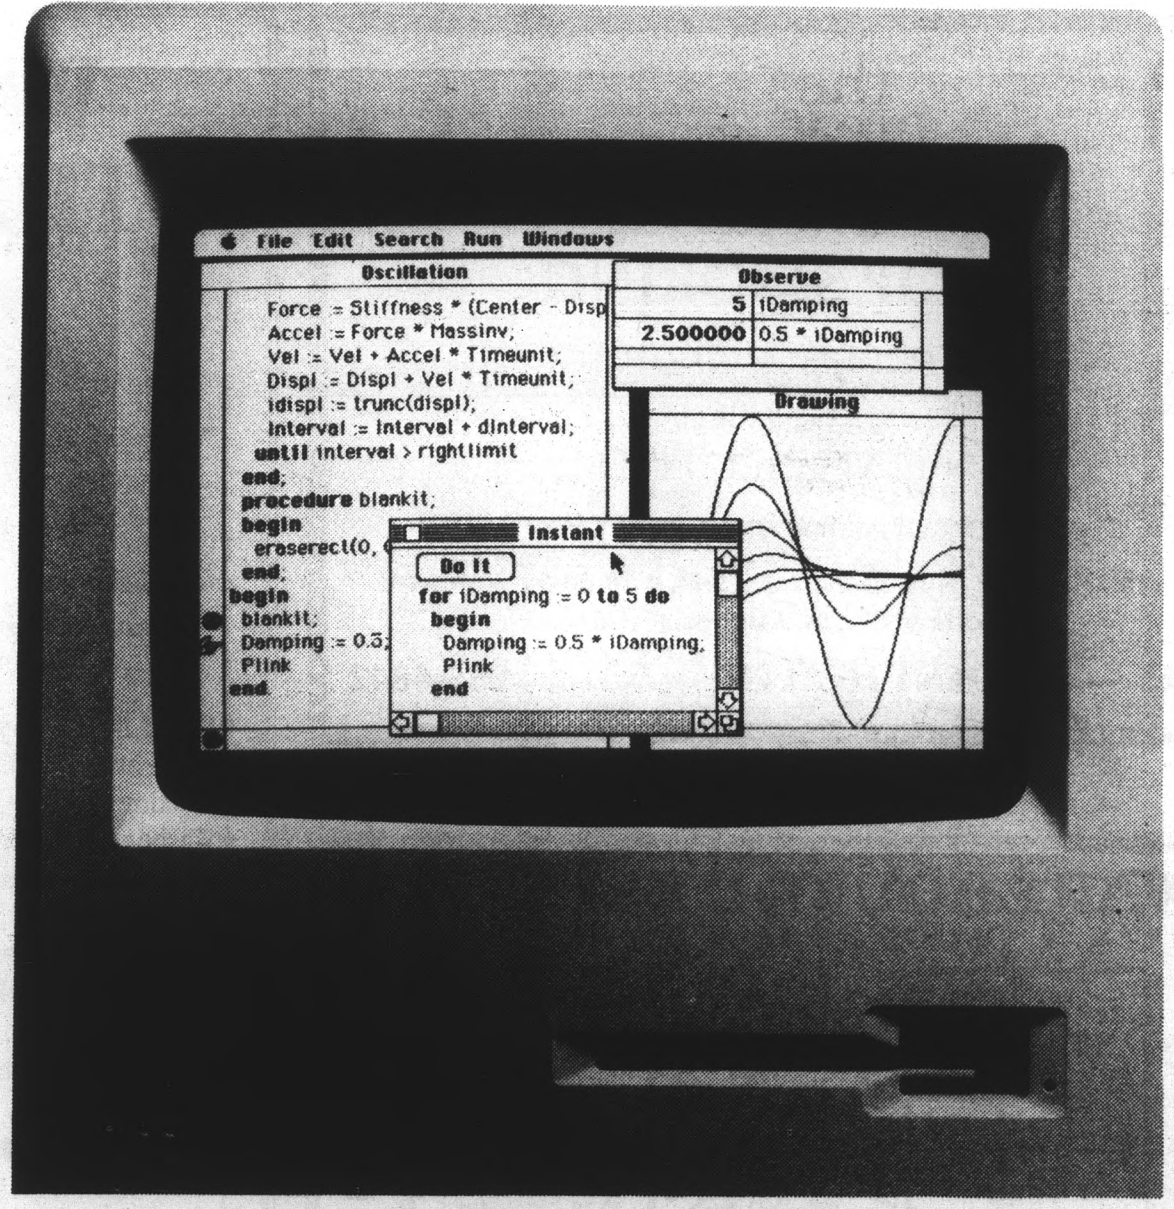 File Edit Search Run Windows
Oscillation
Force := Stiffness * (Center - Disp
Accel := Force * Massinv;
Vel := Vel + Accel * Timeunit;
Displ := Displ + Vel * Timeunit;
idispl := trunc(displ);
Interval := Interval + dInterval;
until interval > rightlimit
end;
procedure blankit;
begin
eraserect(0,
end;
begin
blankit;
Damping := 0.3;
Plink
end.
Observe
5 iDamping
2.500000 0.5 * iDamping
Drawing
Instant
Do It
for iDamping := 0 to 5 do
begin
Damping := 0.5 * iDamping;
Plink
end